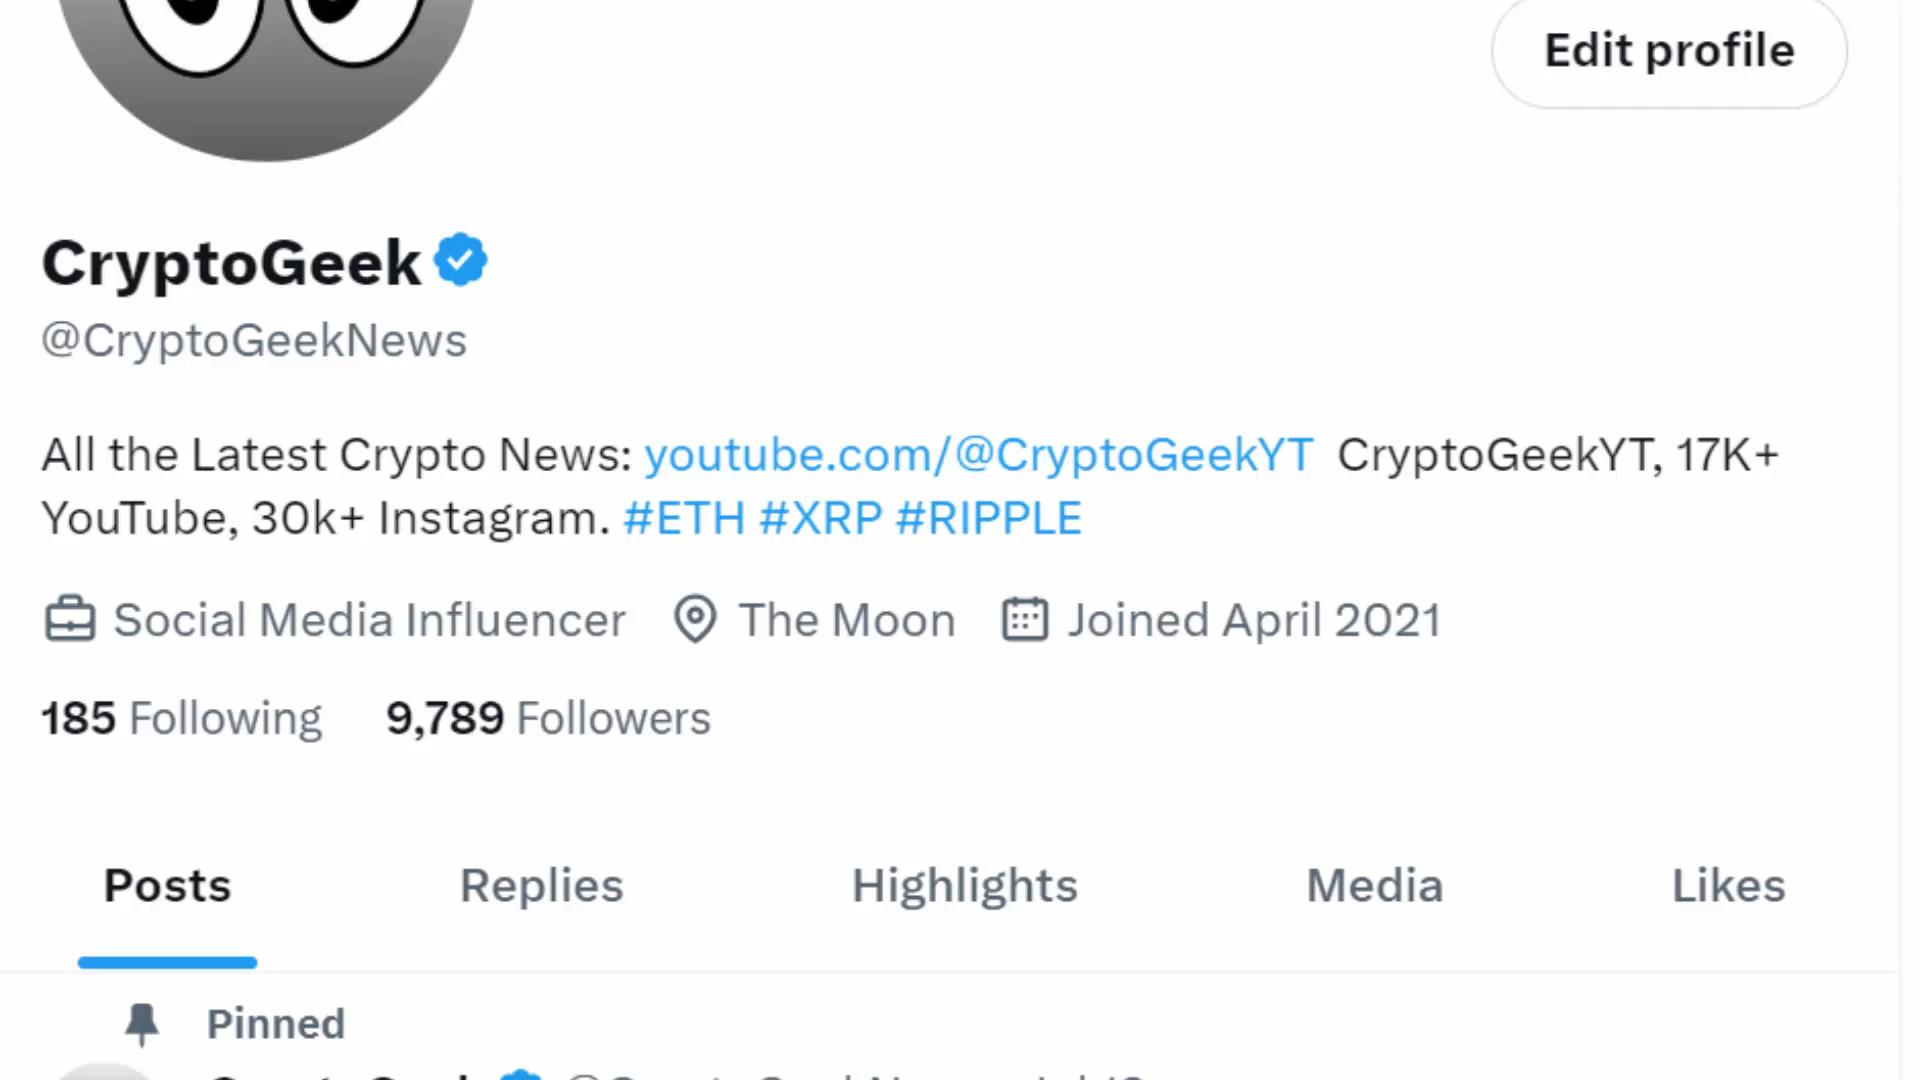 Edit profile
CryptoGeek
@CryptoGeekNews
All the Latest Crypto News: youtube.com/@CryptoGeekYT CryptoGeekYT, 17K+
YouTube, 30k+ Instagram. #ETH #XRP #RIPPLE
Social Media Influencer The Moon Joined April 2021
185 Following 9,789 Followers
Posts Replies Highlights Media Likes
Pinned